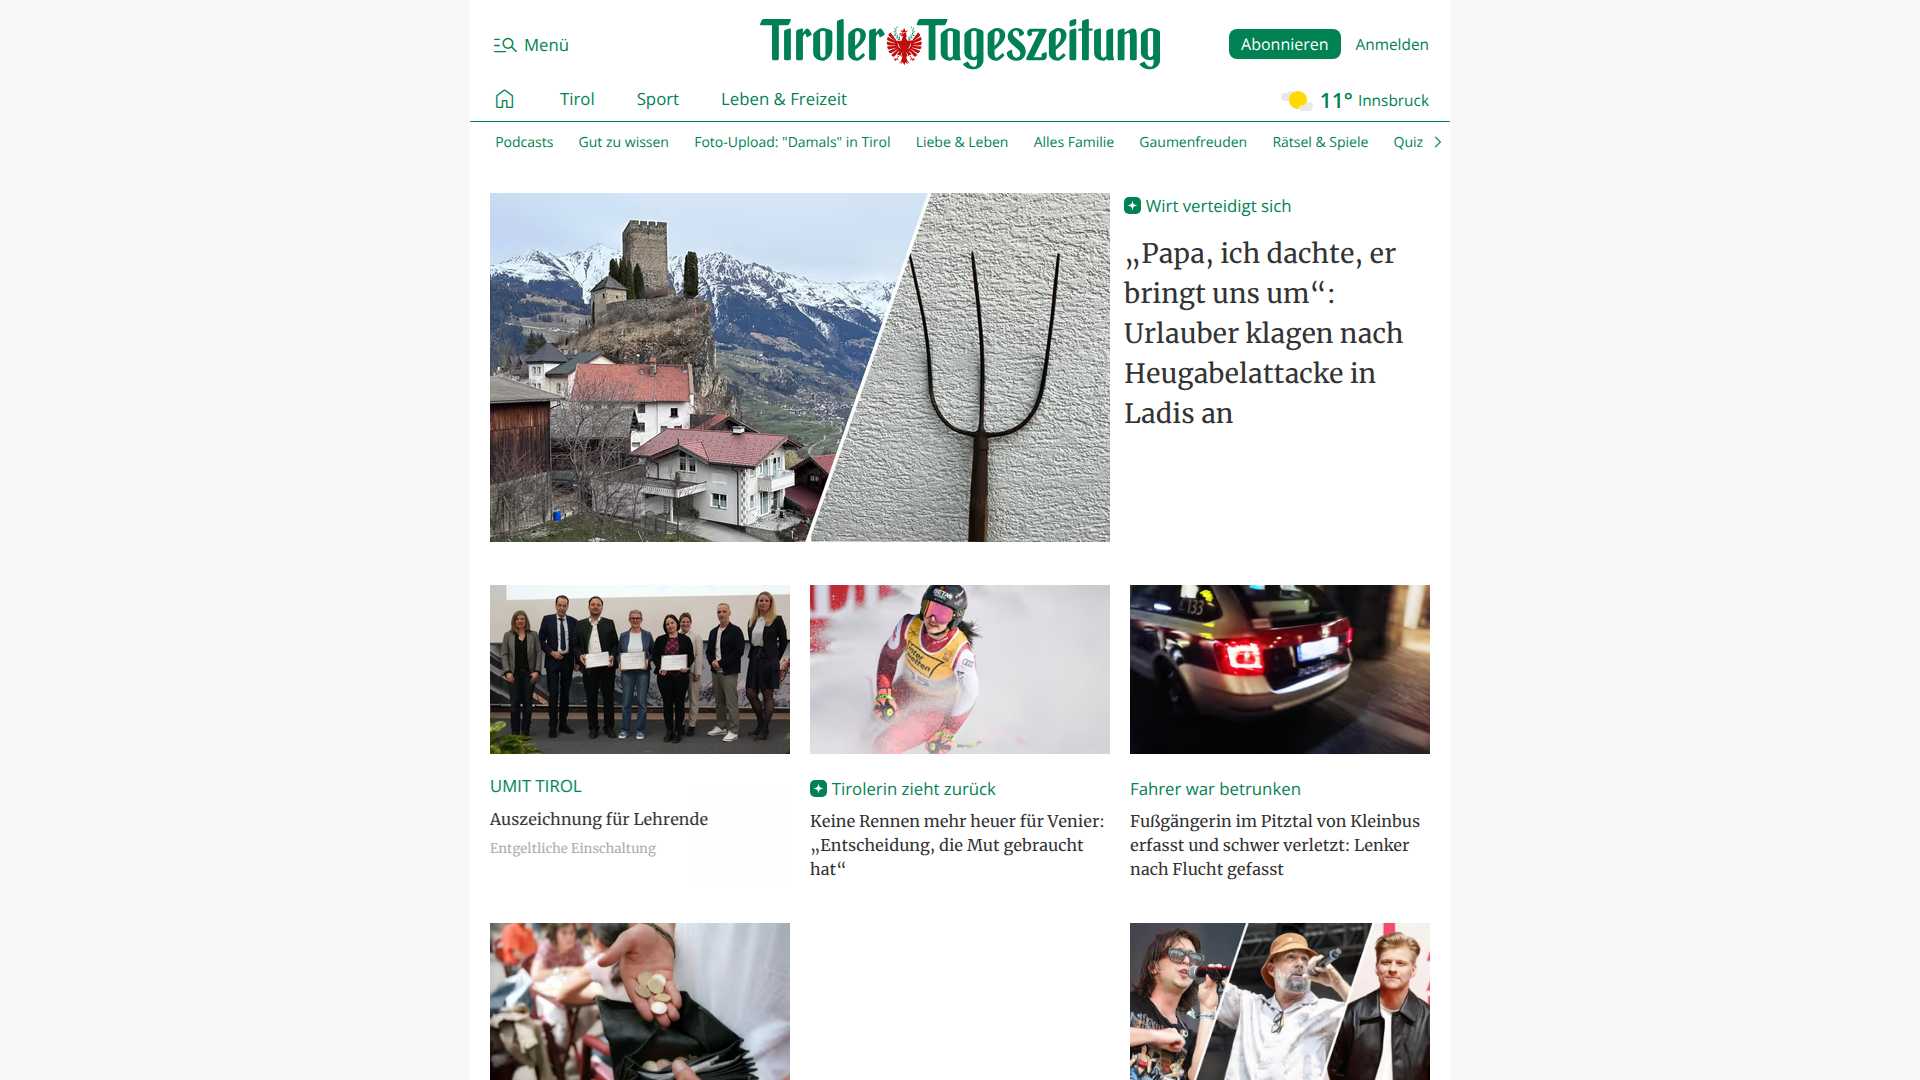 Menü
Tiroler Tageszeitung
Abonnieren
Anmelden
Tirol
Sport
Leben & Freizeit
11° Innsbruck
Podcasts
Gut zu wissen
Foto-Upload: "Damals" in Tirol
Liebe & Leben
Alles Familie
Gaumenfreuden
Rätsel & Spiele
Quiz
Wirt verteidigt sich
„Papa, ich dachte, er
bringt uns um“:
Urlauber klagen nach
Heugabelattacke in
Ladis an
133
UMIT TIROL
Auszeichnung für Lehrende
Entgeltliche Einschaltung
Tirolerin zieht zurück
Keine Rennen mehr heuer für Venier:
„Entscheidung, die Mut gebraucht
hat“
Fahrer war betrunken
Fußgängerin im Pitztal von Kleinbus
erfasst und schwer verletzt: Lenker
nach Flucht gefasst